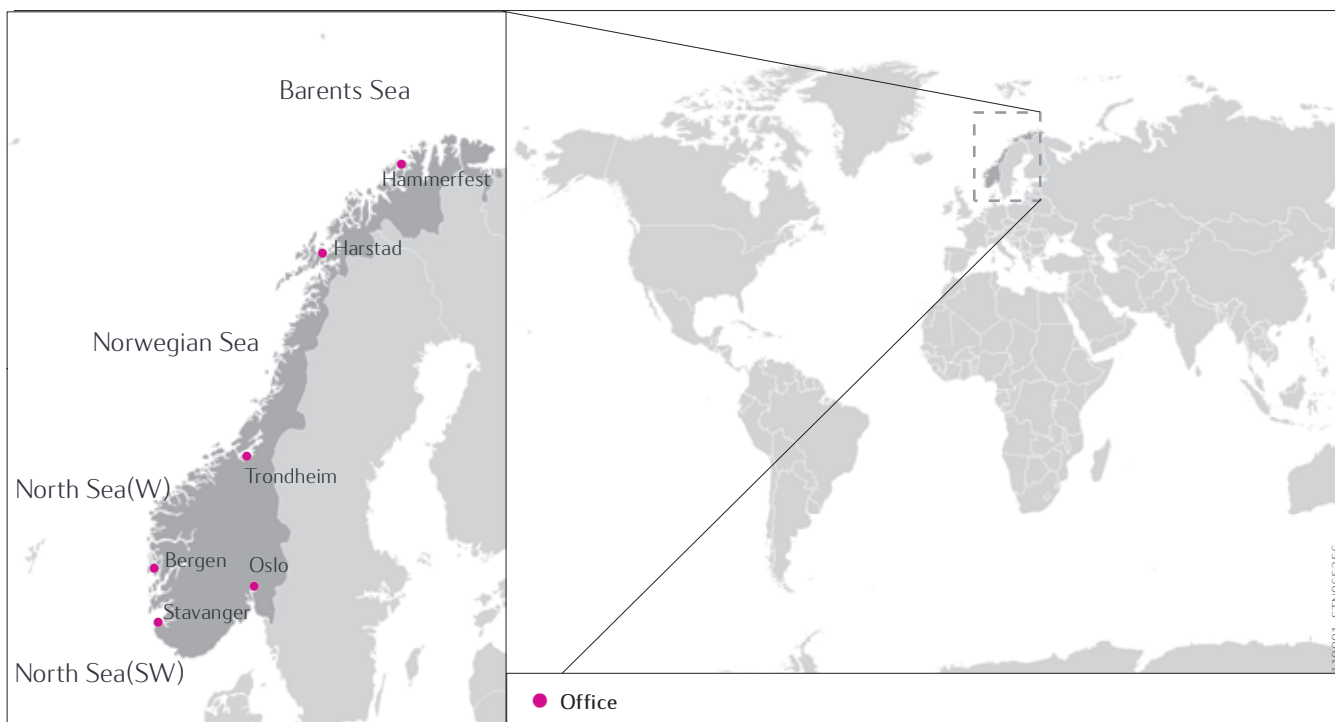 Barents Sea
Hammerfest
Harstad
Norwegian Sea
Trondheim
North Sea(W)
Bergen
Oslo
Stavanger
North Sea(SW)
Office